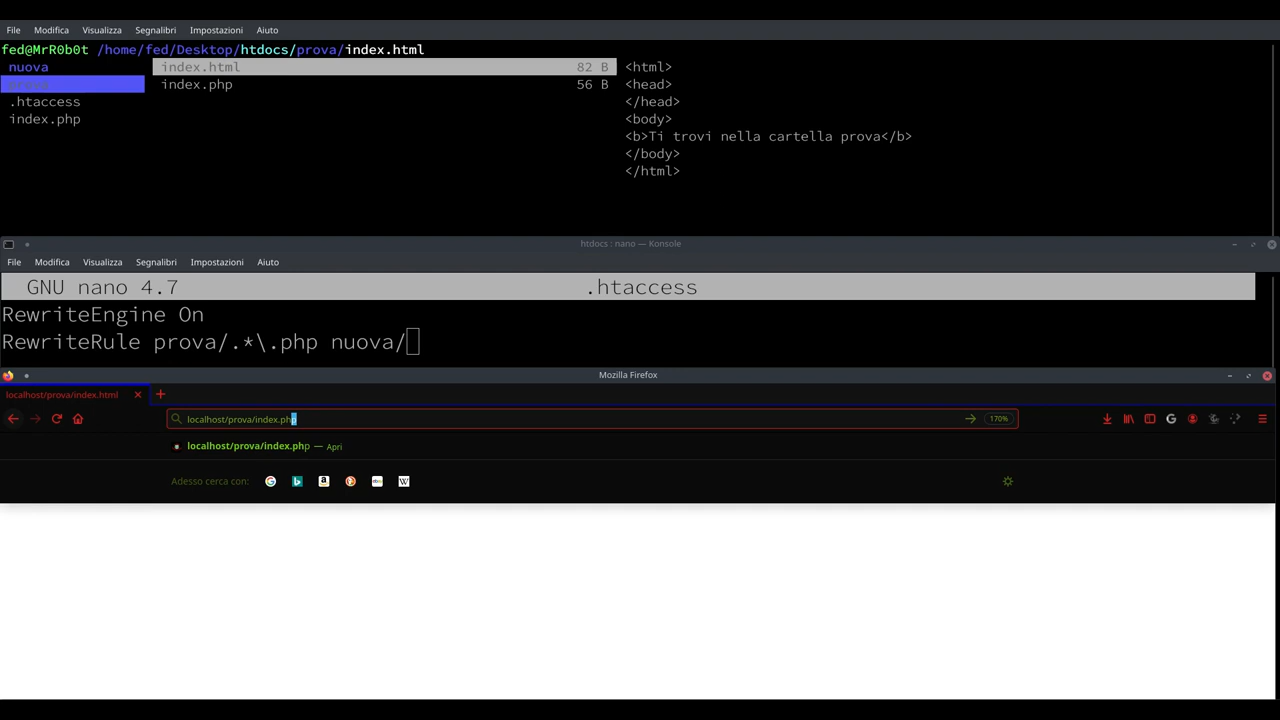 File Modifica Visualizza Segnalibri Impostazioni Aiuto
fed@MrR0b0t /home/fed/Desktop/htdocs/prova/index.html
nuova index.html 82 B <html>
prova index.php 56 B <head>
.htaccess </head>
index.php <body>
<b>Ti trovi nella cartella prova</b>
</body>
</html>
htdocs : nano — Konsole
File Modifica Visualizza Segnalibri Impostazioni Aiuto
GNU nano 4.7 .htaccess
RewriteEngine On
RewriteRule prova/.*\.php nuova/
Mozilla Firefox
localhost/prova/index.html
localhost/prova/index.php 170%
localhost/prova/index.php — Apri
Adesso cerca con: